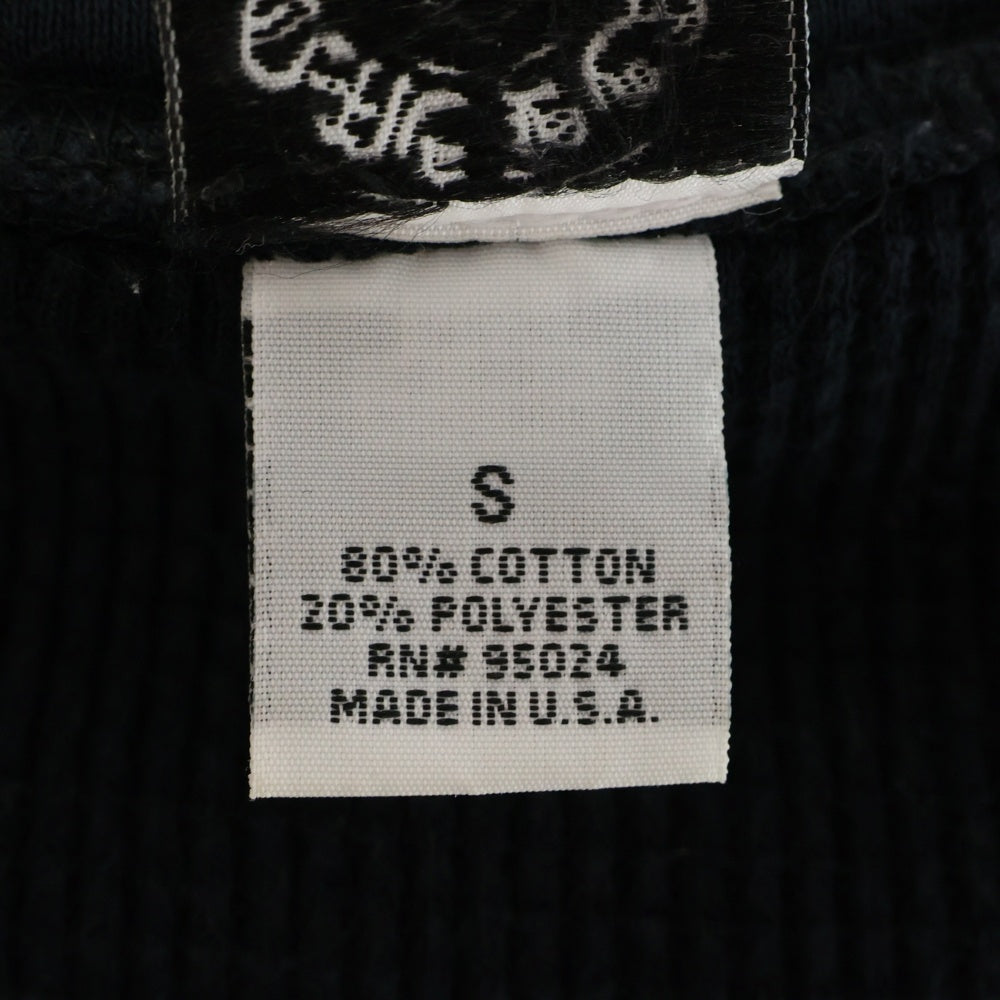 S
80% COTTON
20% POLYESTER
RN# 95024
MADE IN U.S.A.